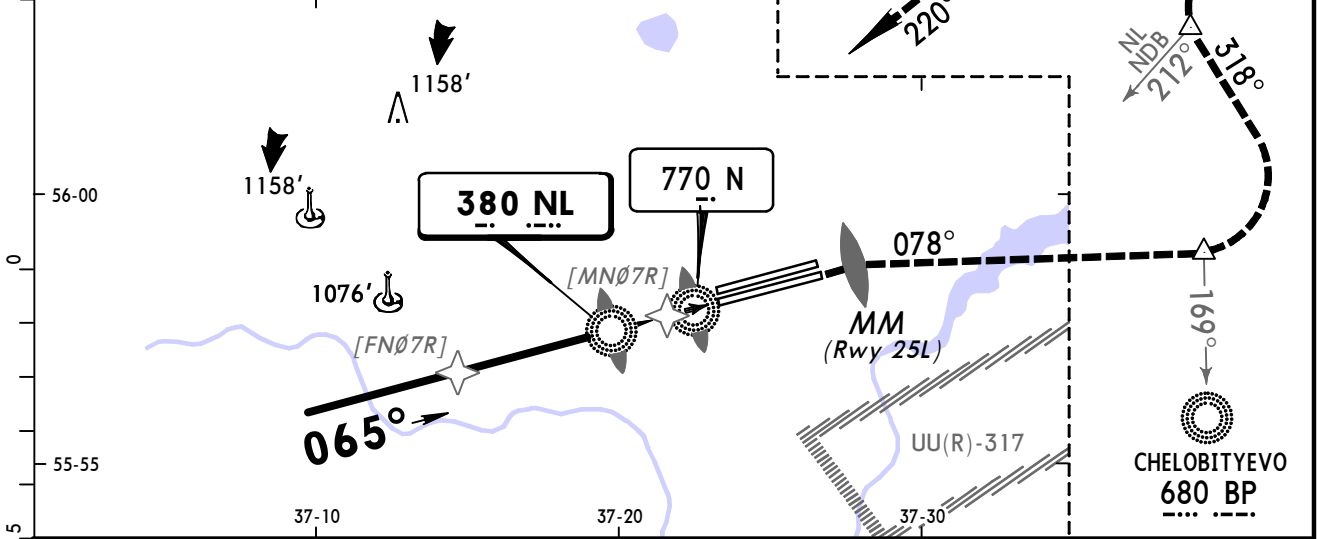 220°
NL
NDB
212°
318°
1158'
1158'
56-00
380 NL
770 N
078°
0
[MNØ7R]
1076'
MM
(Rwy 25L)
[FNØ7R]
169°
065°
UU(R)-317
55-55
CHELOBITYEVO
680 BP
37-10
37-20
37-30
5